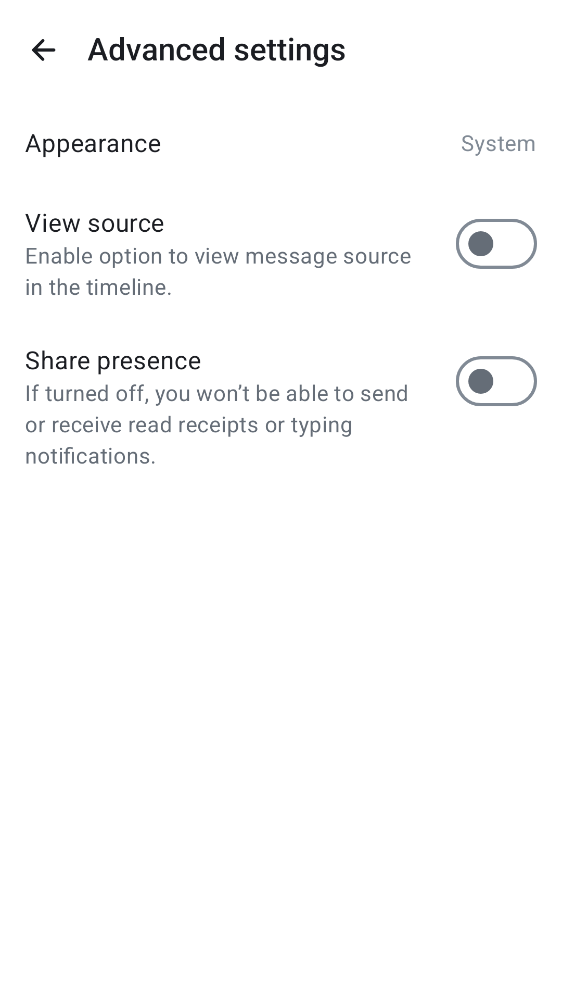 Advanced settings
Appearance
System
View source
Enable option to view message source
in the timeline.
Share presence
If turned off, you won’t be able to send
or receive read receipts or typing
notifications.